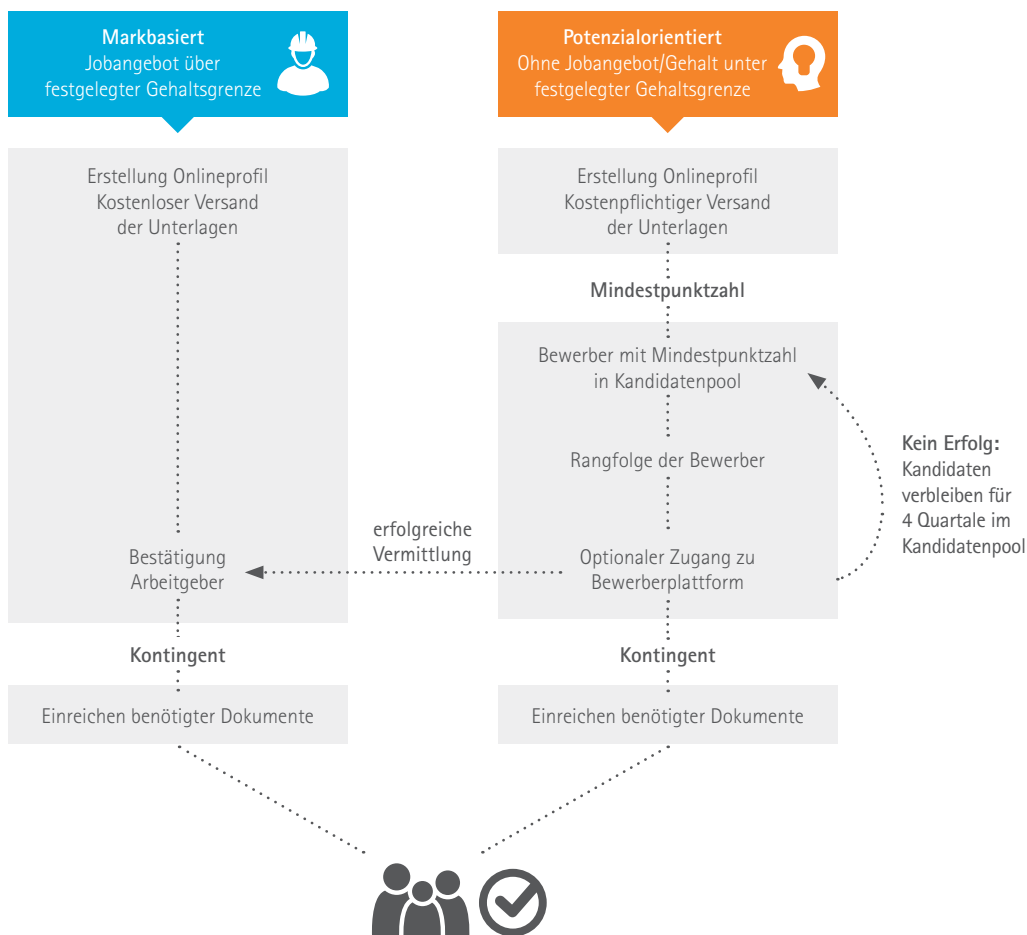 Markbasiert
Jobangebot über
festgelegter Gehaltsgrenze
Erstellung Onlineprofil
Kostenloser Versand
der Unterlagen
Bestätigung
Arbeitgeber
Kontingent
Einreichen benötigter Dokumente
erfolgreiche
Vermittlung
Potenzialorientiert
Ohne Jobangebot/Gehalt unter
festgelegter Gehaltsgrenze
Erstellung Onlineprofil
Kostenpflichtiger Versand
der Unterlagen
Mindestpunktzahl
Bewerber mit Mindestpunktzahl
in Kandidatenpool
Rangfolge der Bewerber
Optionaler Zugang zu
Bewerberplattform
Kontingent
Einreichen benötigter Dokumente
Kein Erfolg:
Kandidaten
verbleiben für
4 Quartale im
Kandidatenpool